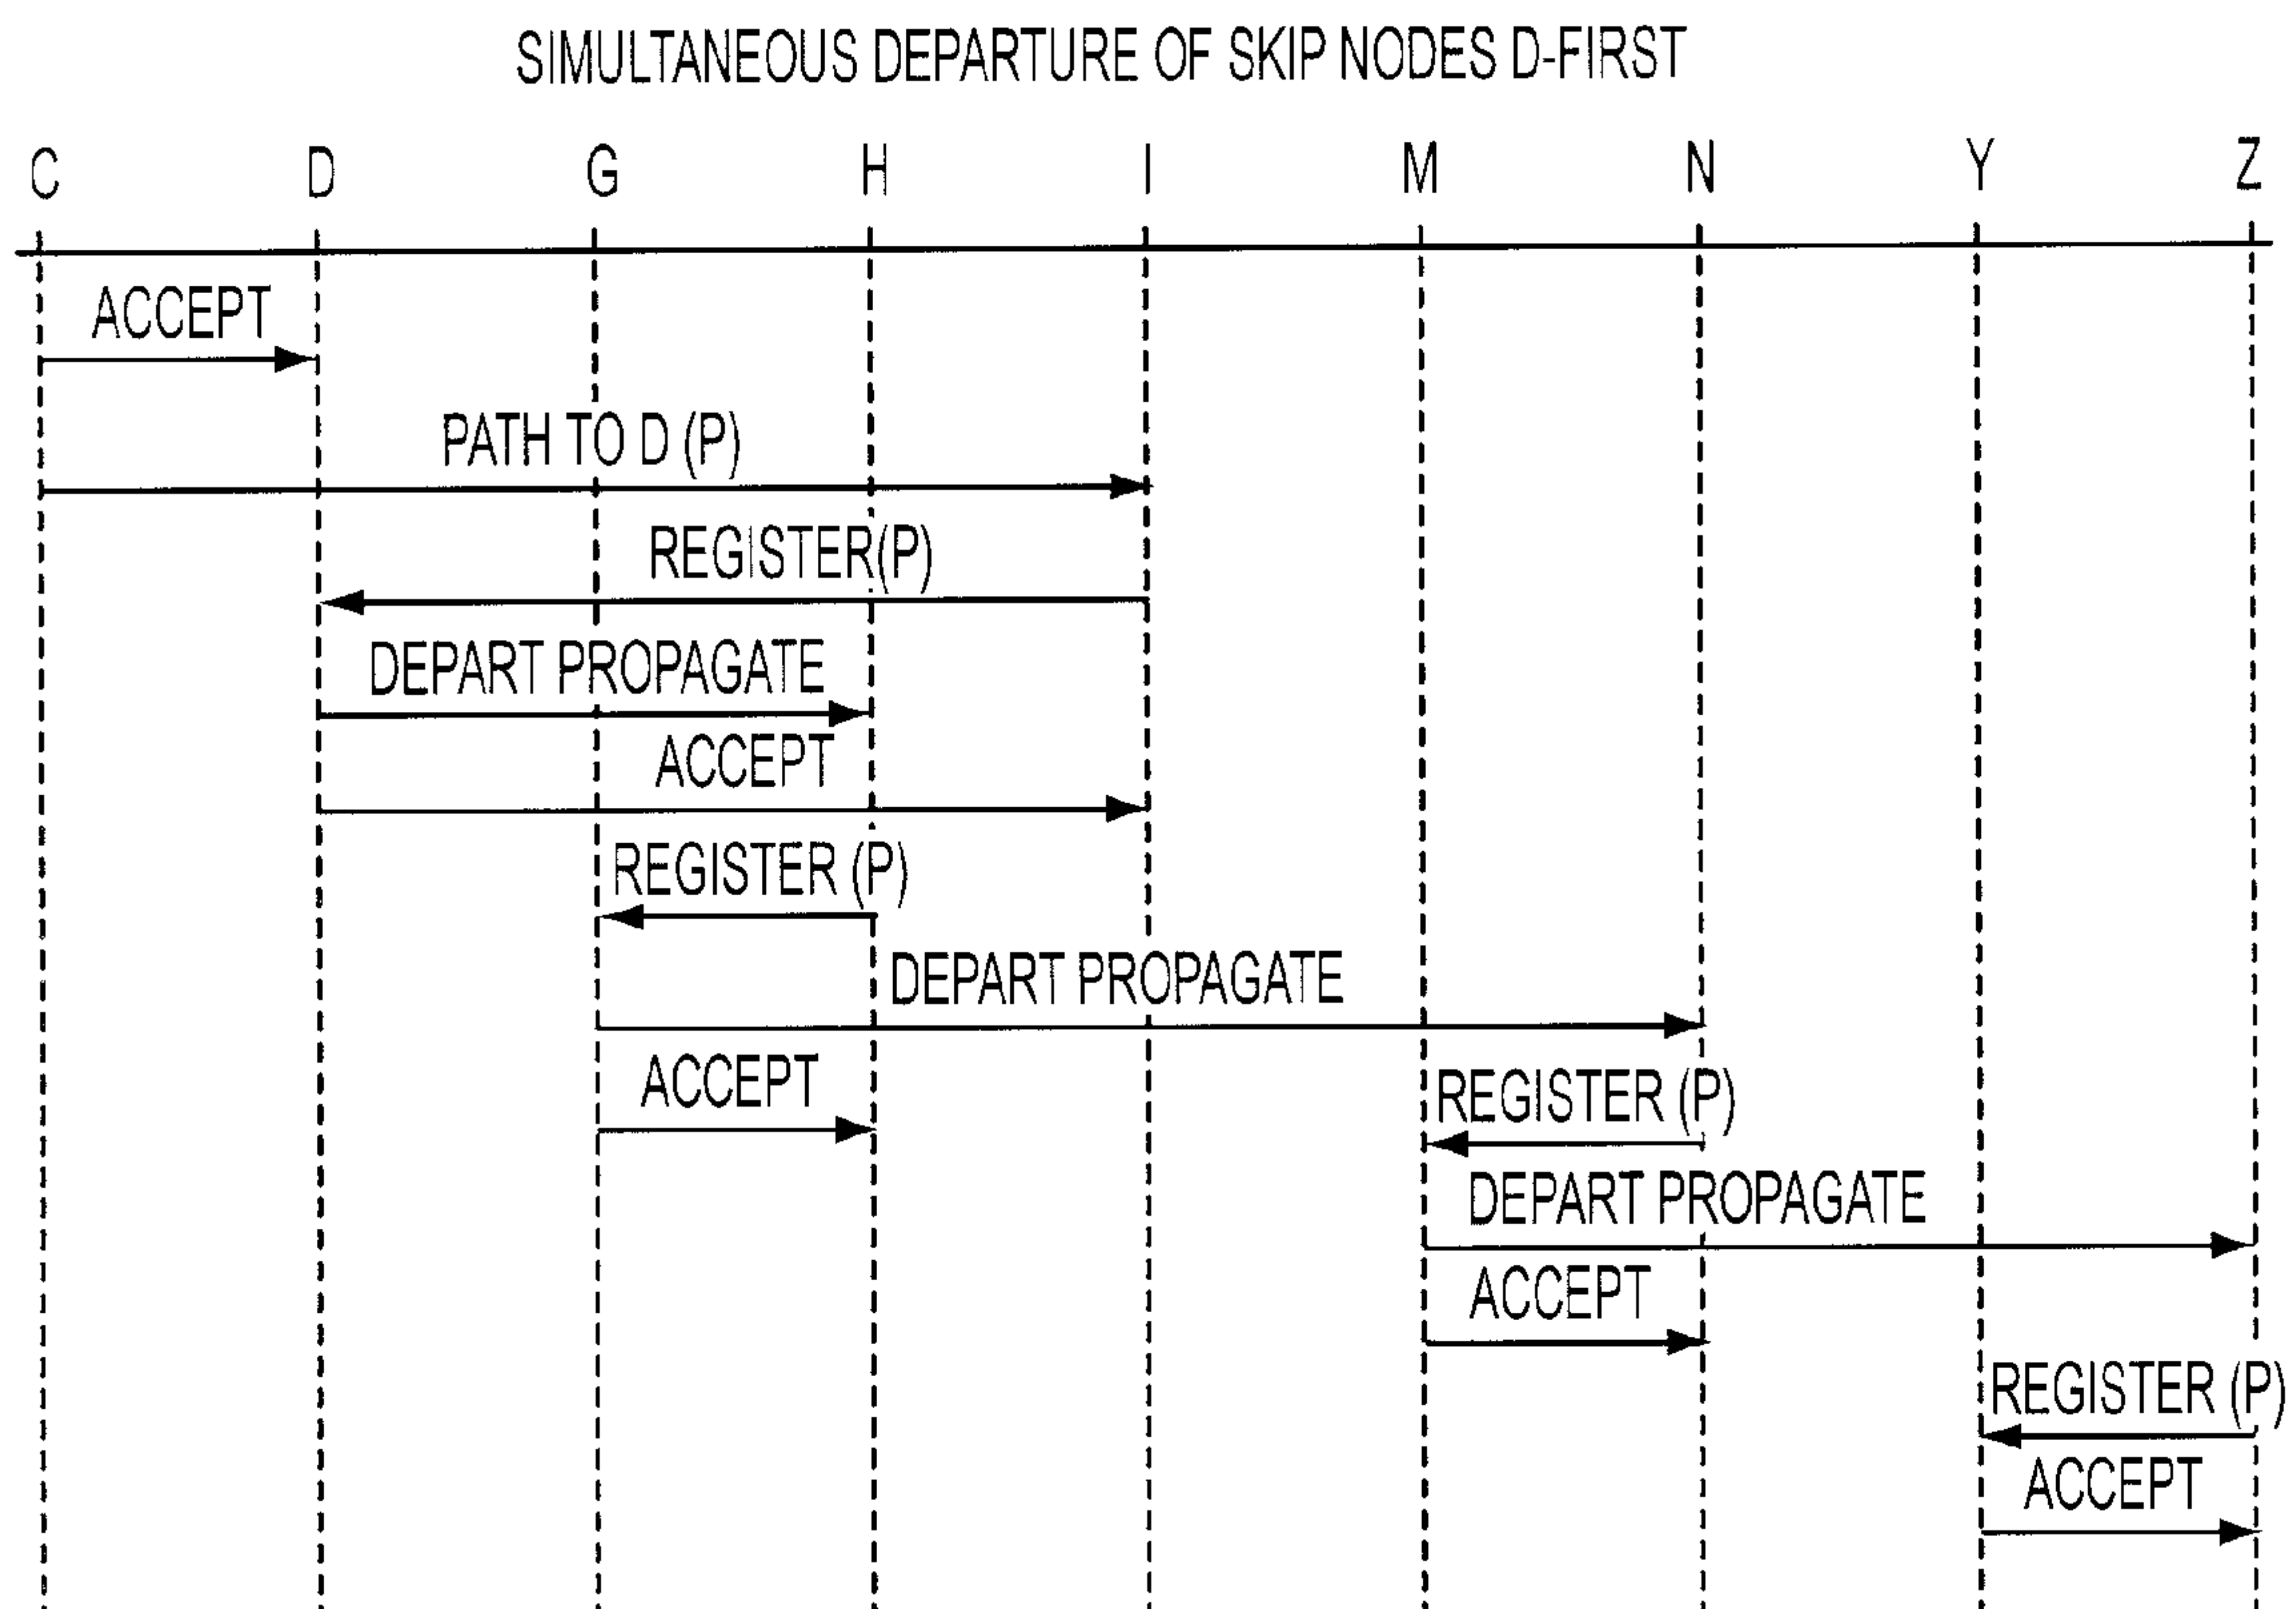 SIMULTANEOUS DEPARTURE OF SKIP NODES D-FIRST
C D G H I M N Y Z
ACCEPT
PATH TO D (P)
REGISTER(P)
DEPART PROPAGATE
ACCEPT
REGISTER (P)
DEPART PROPAGATE
ACCEPT
REGISTER (P)
DEPART PROPAGATE
ACCEPT
REGISTER (P)
ACCEPT